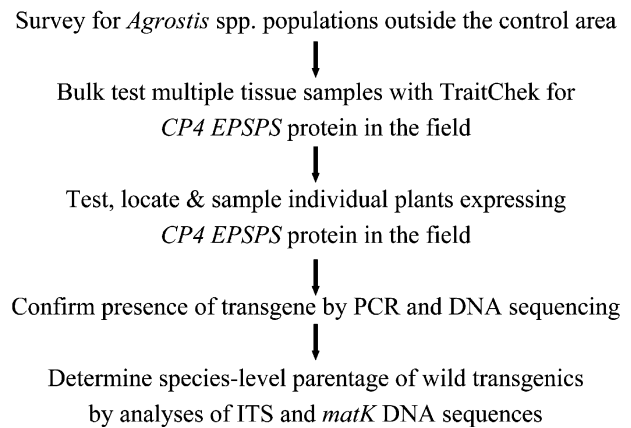 Survey for Agrostis spp. populations outside the control area
Bulk test multiple tissue samples with TraitChek for
CP4 EPSPS protein in the field
Test, locate & sample individual plants expressing
CP4 EPSPS protein in the field
Confirm presence of transgene by PCR and DNA sequencing
Determine species-level parentage of wild transgenics
by analyses of ITS and matK DNA sequences